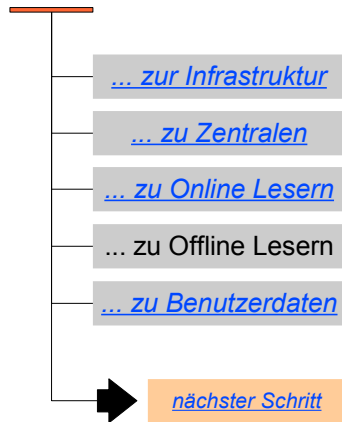 ... zur Infrastruktur
... zu Zentralen
... zu Online Lesern
... zu Offline Lesern
... zu Benutzerdaten
nächster Schritt